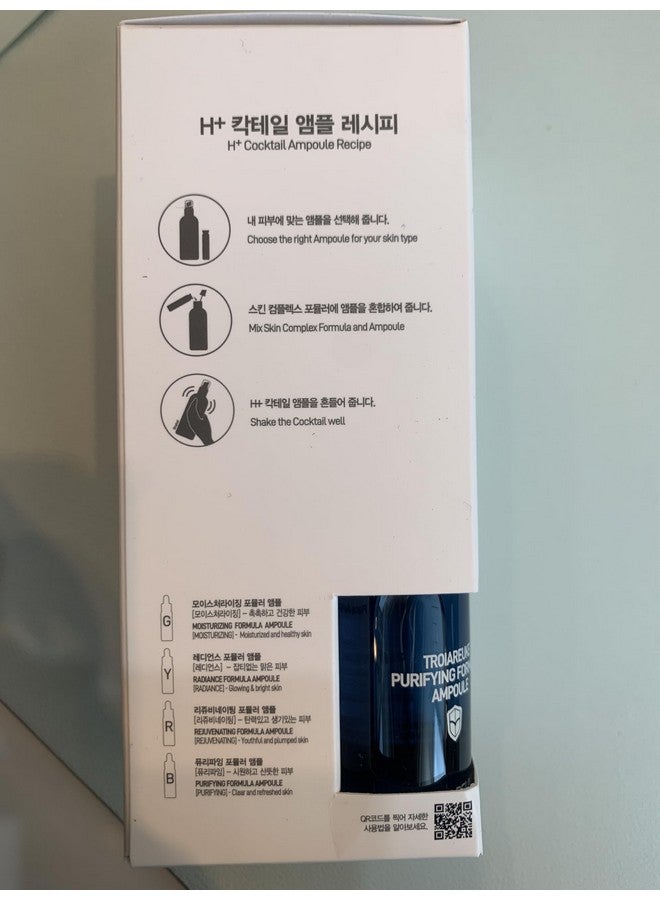 H⁺ 칵테일 앰플 레시피
H⁺ Cocktail Ampoule Recipe
내 피부에 맞는 앰플을 선택해 줍니다.
Choose the right Ampoule for your skin type
스킨 컴플렉스 포뮬러에 앰플을 혼합하여 줍니다.
Mix Skin Complex Formula and Ampoule
H+ 칵테일 앰플을 흔들어 줍니다.
Shake the Cocktail well
G
모이스쳐라이징 포뮬러 앰플
[모이스쳐라이징] – 촉촉하고 건강한 피부
MOISTURIZING FORMULA AMPOULE
[MOISTURIZING] - Moisturized and healthy skin
Y
레디언스 포뮬러 앰플
[레디언스] – 잡티없는 맑은 피부
RADIANCE FORMULA AMPOULE
[RADIANCE] - Glowing & bright skin
R
리쥬비네이팅 포뮬러 앰플
[리쥬비네이팅] – 탄력있고 생기있는 피부
REJUVENATING FORMULA AMPOULE
[REJUVENATING] - Youthful and plumped skin
B
퓨리파잉 포뮬러 앰플
[퓨리파잉] – 시원하고 산뜻한 피부
PURIFYING FORMULA AMPOULE
[PURIFYING] - Clear and refreshed skin
TROIAREUKE
PURIFYING FORM
AMPOULE
QR코드를 찍어 자세한
사용법을 알아보세요.